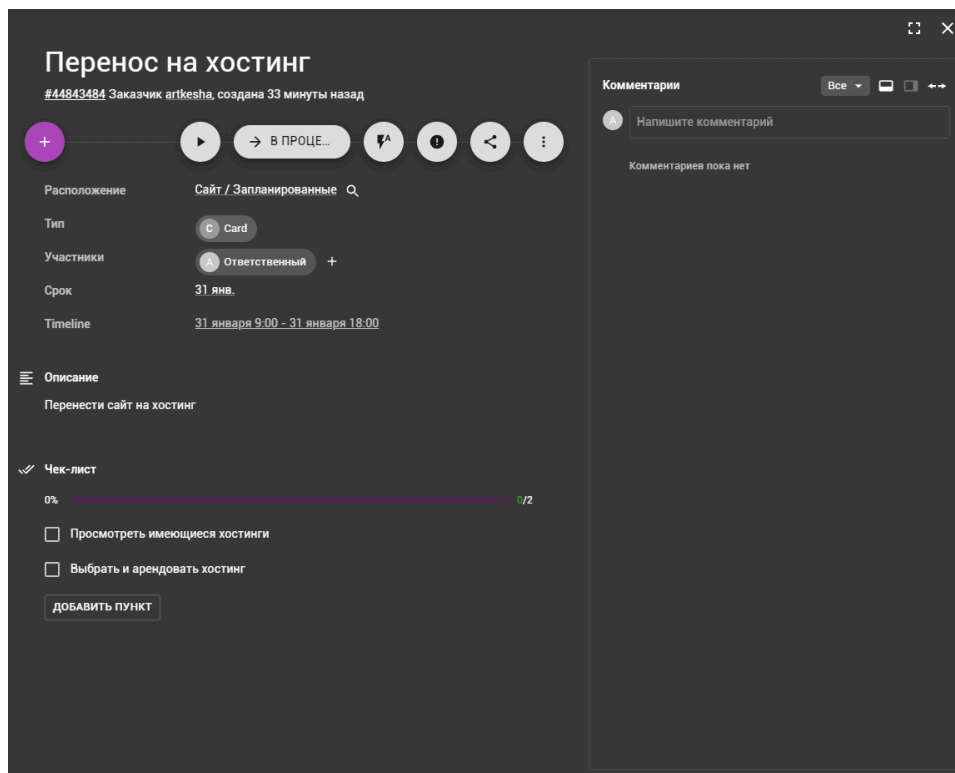 Перенос на хостинг
#44843484 Заказчик artkesha, создана 33 минуты назад
+
В ПРОЦЕ...
Расположение Сайт / Запланированные
Тип C Card
Участники A Ответственный +
Срок 31 янв.
Timeline 31 января 9:00 - 31 января 18:00
Описание
Перенести сайт на хостинг
Чек-лист
0% 0/2
Просмотреть имеющиеся хостинги
Выбрать и арендовать хостинг
ДОБАВИТЬ ПУНКТ
Комментарии Все
A Напишите комментарий
Комментариев пока нет